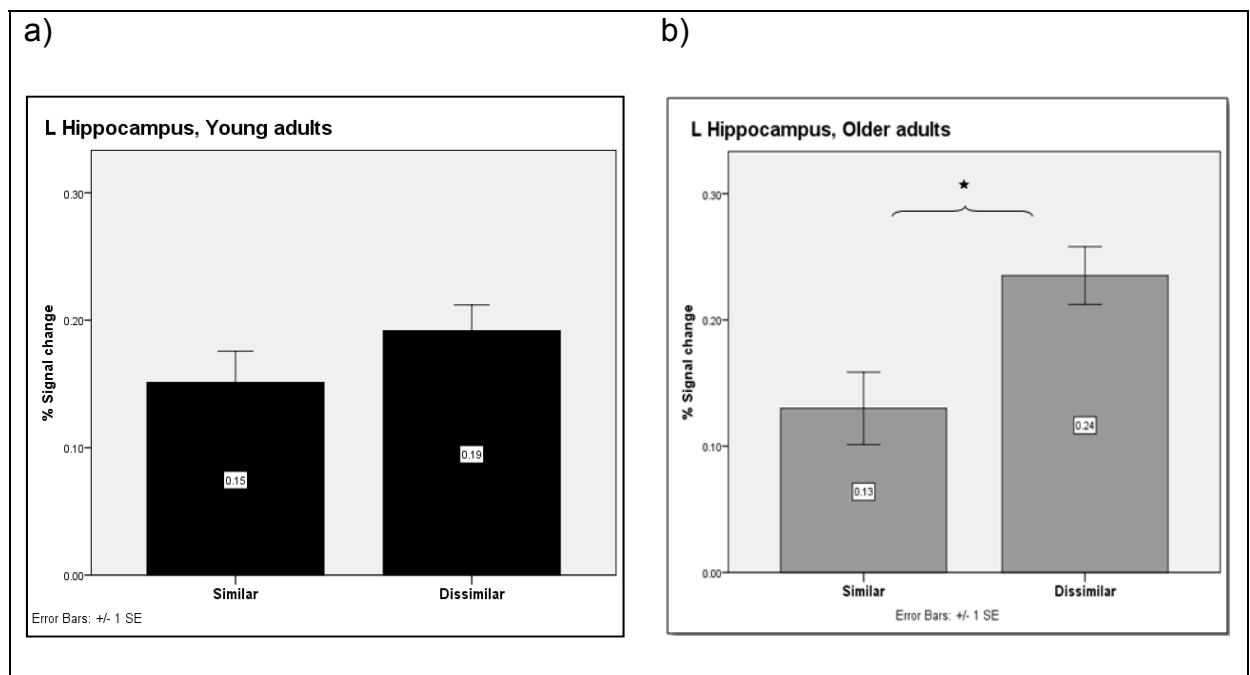 a)
L Hippocampus, Young adults
% Signal change
0.30
0.20
0.10
0.00
0.15
0.19
Similar
Dissimilar
Error Bars: +/- 1 SE
b)
L Hippocampus, Older adults
% Signal change
0.30
0.20
0.10
0.00
★
0.13
0.24
Similar
Dissimilar
Error Bars: +/- 1 SE